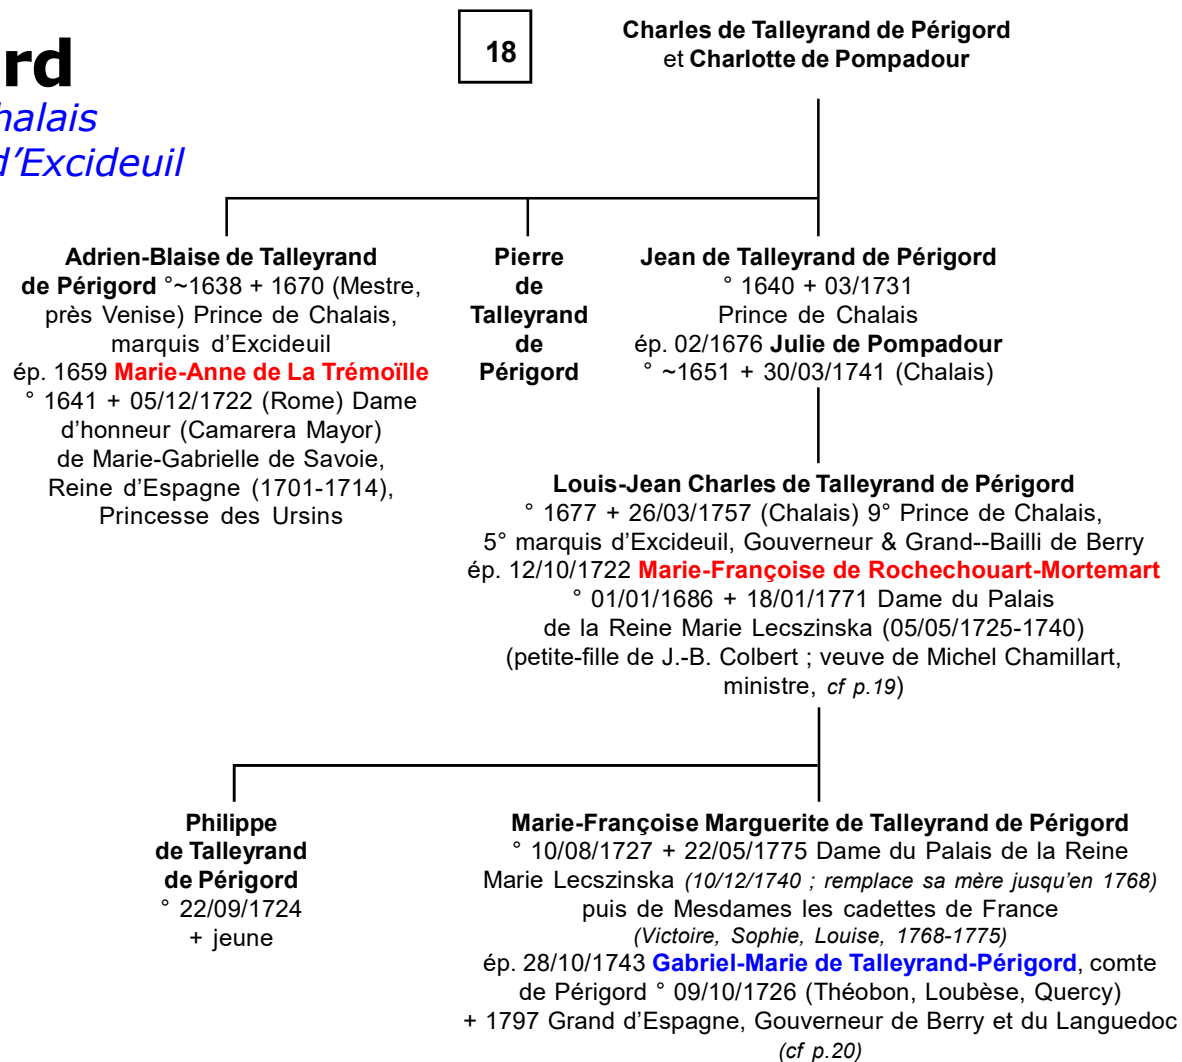 rd
halais
d’Excideuil
18
Charles de Talleyrand de Périgord
et Charlotte de Pompadour
Adrien-Blaise de Talleyrand
de Périgord °~1638 + 1670 (Mestre,
près Venise) Prince de Chalais,
marquis d’Excideuil
ép. 1659 Marie-Anne de La Trémoïlle
° 1641 + 05/12/1722 (Rome) Dame
d’honneur (Camarera Mayor)
de Marie-Gabrielle de Savoie,
Reine d’Espagne (1701-1714),
Princesse des Ursins
Pierre
de
Talleyrand
de
Périgord
Jean de Talleyrand de Périgord
° 1640 + 03/1731
Prince de Chalais
ép. 02/1676 Julie de Pompadour
° ~1651 + 30/03/1741 (Chalais)
Louis-Jean Charles de Talleyrand de Périgord
° 1677 + 26/03/1757 (Chalais) 9° Prince de Chalais,
5° marquis d’Excideuil, Gouverneur & Grand--Bailli de Berry
ép. 12/10/1722 Marie-Françoise de Rochechouart-Mortemart
° 01/01/1686 + 18/01/1771 Dame du Palais
de la Reine Marie Lecszinska (05/05/1725-1740)
(petite-fille de J.-B. Colbert ; veuve de Michel Chamillart,
ministre, cf p.19)
Philippe
de Talleyrand
de Périgord
° 22/09/1724
+ jeune
Marie-Françoise Marguerite de Talleyrand de Périgord
° 10/08/1727 + 22/05/1775 Dame du Palais de la Reine
Marie Lecszinska (10/12/1740 ; remplace sa mère jusqu’en 1768)
puis de Mesdames les cadettes de France
(Victoire, Sophie, Louise, 1768-1775)
ép. 28/10/1743 Gabriel-Marie de Talleyrand-Périgord, comte
de Périgord ° 09/10/1726 (Théobon, Loubèse, Quercy)
+ 1797 Grand d’Espagne, Gouverneur de Berry et du Languedoc
(cf p.20)